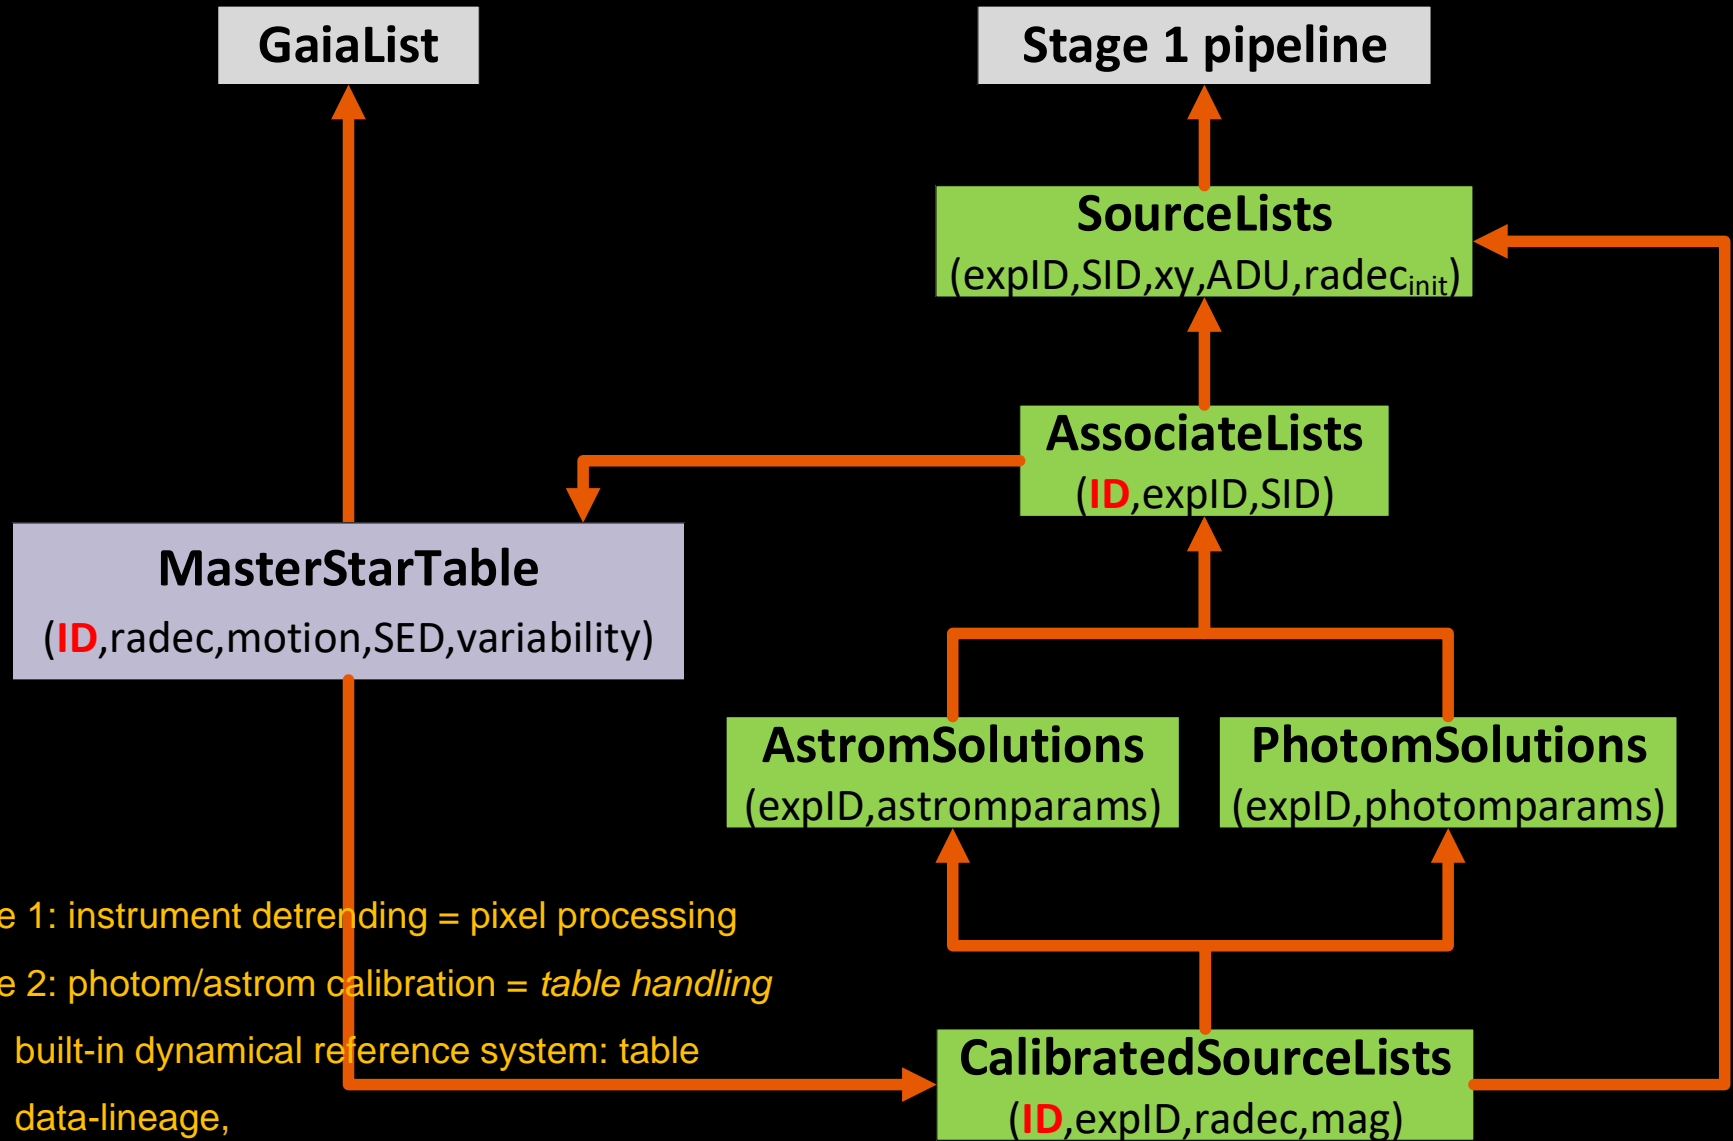 GaiaList
Stage 1 pipeline
SourceLists
(expID,SID,xy,ADU,radecinit)
AssociateLists
(ID,expID,SID)
MasterStarTable
(ID,radec,motion,SED,variability)
AstromSolutions
(expID,astromparams)
PhotomSolutions
(expID,photomparams)
e 1: instrument detrending = pixel processing
e 2: photom/astrom calibration = table handling
built-in dynamical reference system: table
data-lineage,
CalibratedSourceLists
(ID,expID,radec,mag)